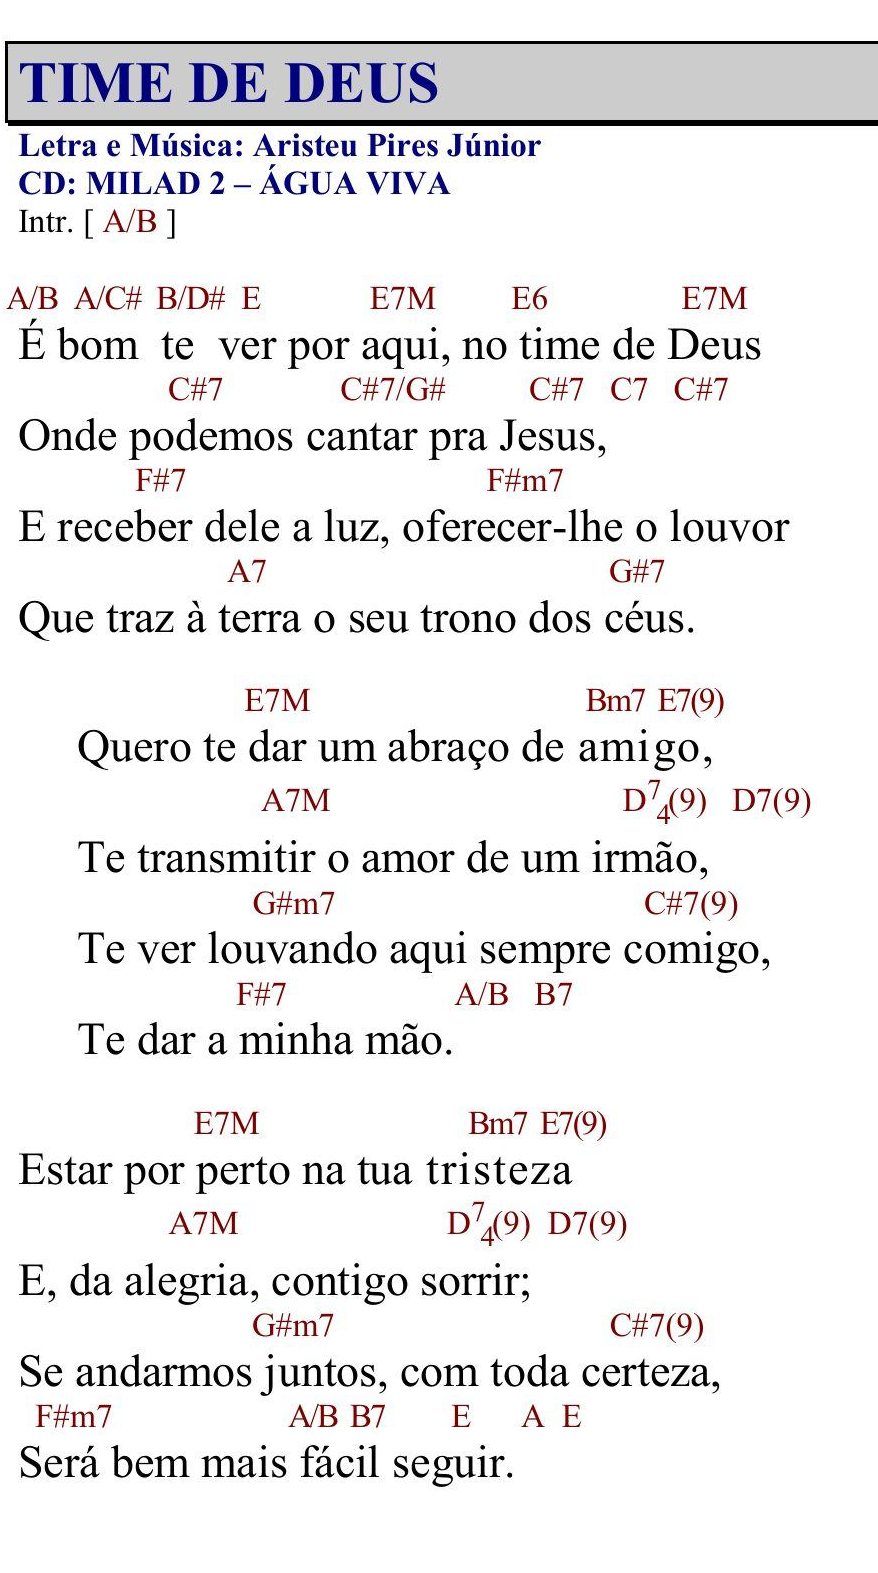 TIME DE DEUS
Letra e Música: Aristeu Pires Júnior
CD: MILAD 2 – ÁGUA VIVA
Intr. [ A/B ]
A/B A/C# B/D# E E7M E6 E7M
É bom te ver por aqui, no time de Deus
C#7 C#7/G# C#7 C7 C#7
Onde podemos cantar pra Jesus,
F#7 F#m7
E receber dele a luz, oferecer-lhe o louvor
A7 G#7
Que traz à terra o seu trono dos céus.
E7M Bm7 E7(9)
Quero te dar um abraço de amigo,
A7M D74(9) D7(9)
Te transmitir o amor de um irmão,
G#m7 C#7(9)
Te ver louvando aqui sempre comigo,
F#7 A/B B7
Te dar a minha mão.
E7M Bm7 E7(9)
Estar por perto na tua tristeza
A7M D74(9) D7(9)
E, da alegria, contigo sorrir;
G#m7 C#7(9)
Se andarmos juntos, com toda certeza,
F#m7 A/B B7 E A E
Será bem mais fácil seguir.